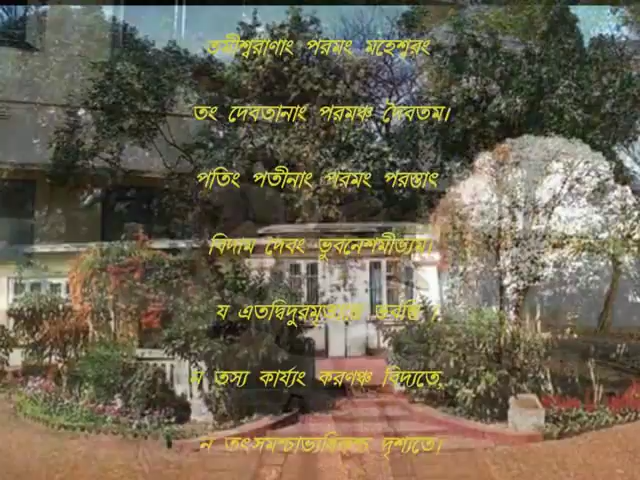 তমীশ্বরাণাং পরমং মহেশ্বরং
তং দেবতানাং পরমঞ্চ দৈবতম।
পতিং পতীনাং পরমং পরস্তাৎ
বিদাম দেবং ভুবনেশমীড্যম।
য এতদ্বিদুরমৃতাস্তে ভবন্তি ।
ন তস্য কার্য্যং করণঞ্চ বিদ্যতে
ন তৎসমশ্চাভ্যধিকশ্চ দৃশ্যতে।